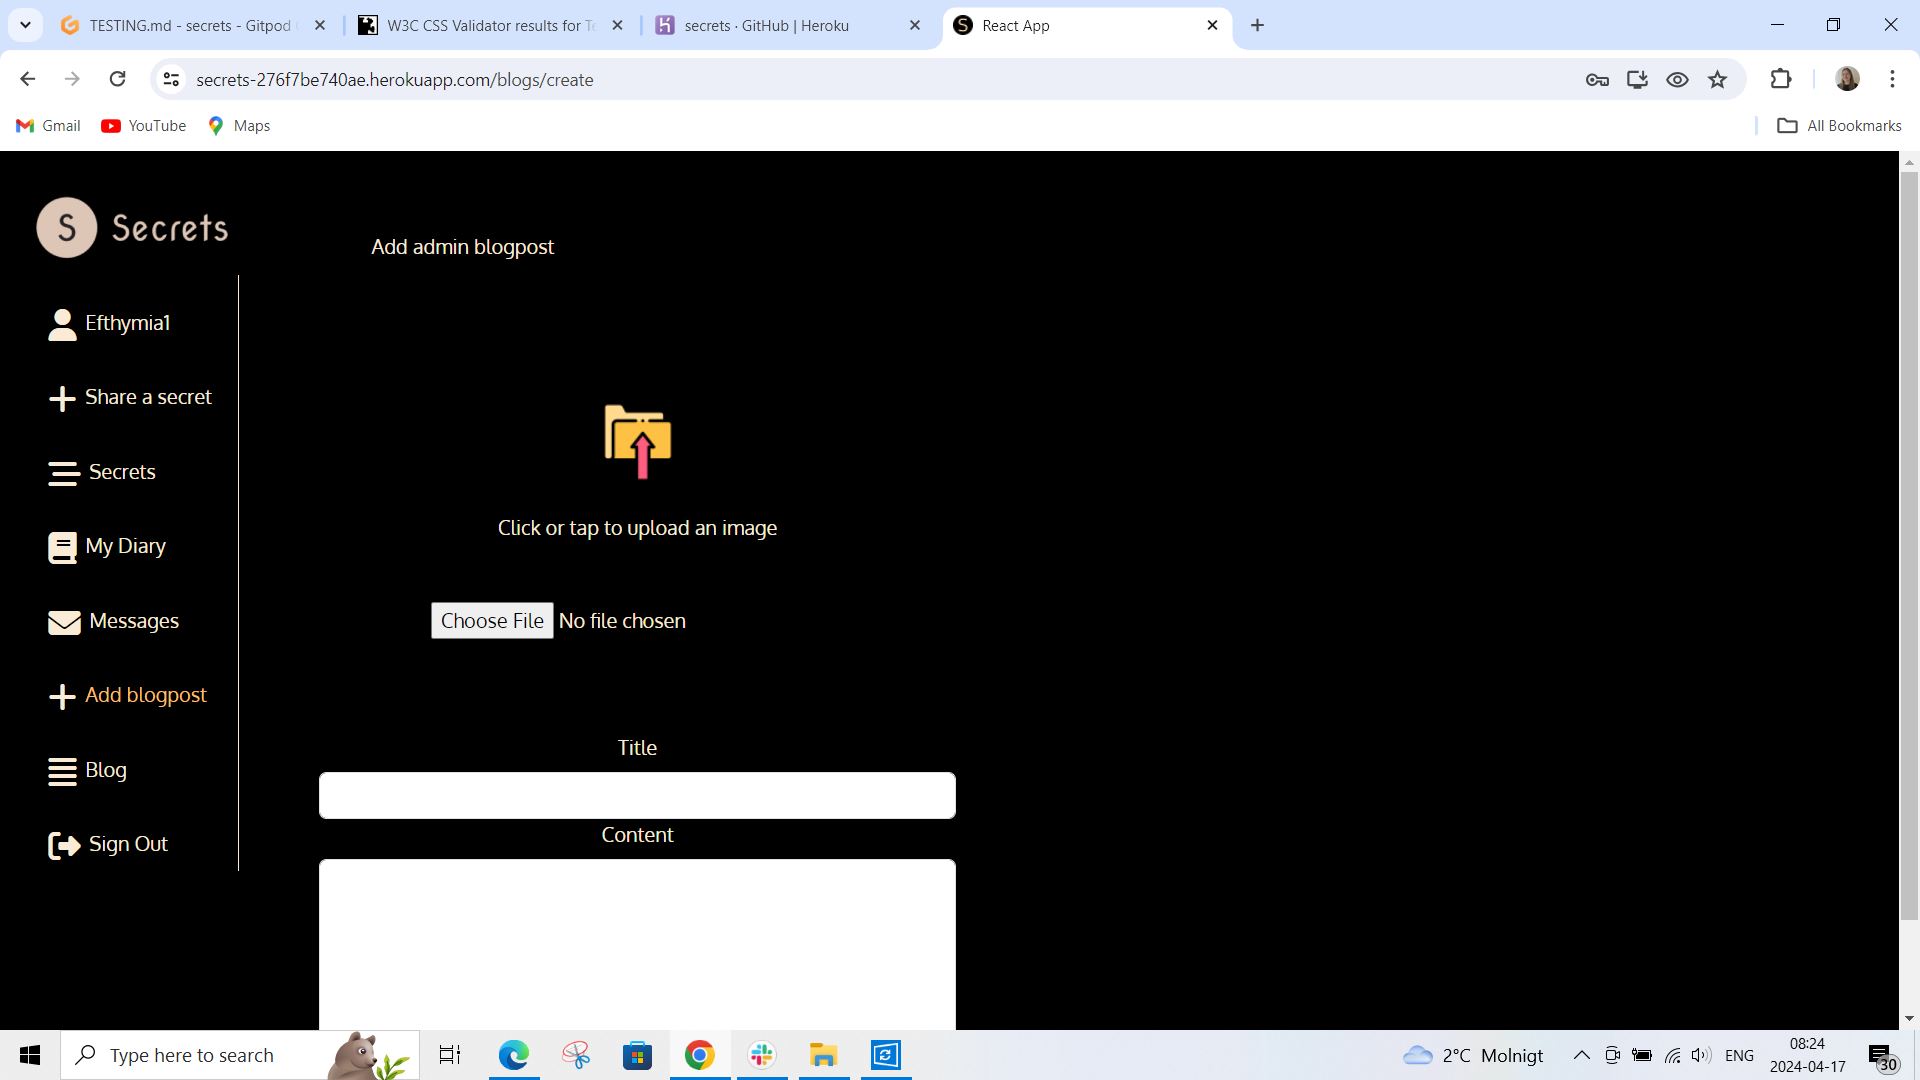 TESTING.md - secrets - Gitpod
W3C CSS Validator results for
secrets · GitHub | Heroku
React App
secrets-276f7be740ae.herokuapp.com/blogs/create
Gmail
YouTube
Maps
All Bookmarks
S Secrets
Add admin blogpost
Efthymia1
Share a secret
Secrets
My Diary
Messages
Add blogpost
Blog
Sign Out
Click or tap to upload an image
Choose File No file chosen
Title
Content
Type here to search
2°C Molnigt
ENG
08:24
2024-04-17
30